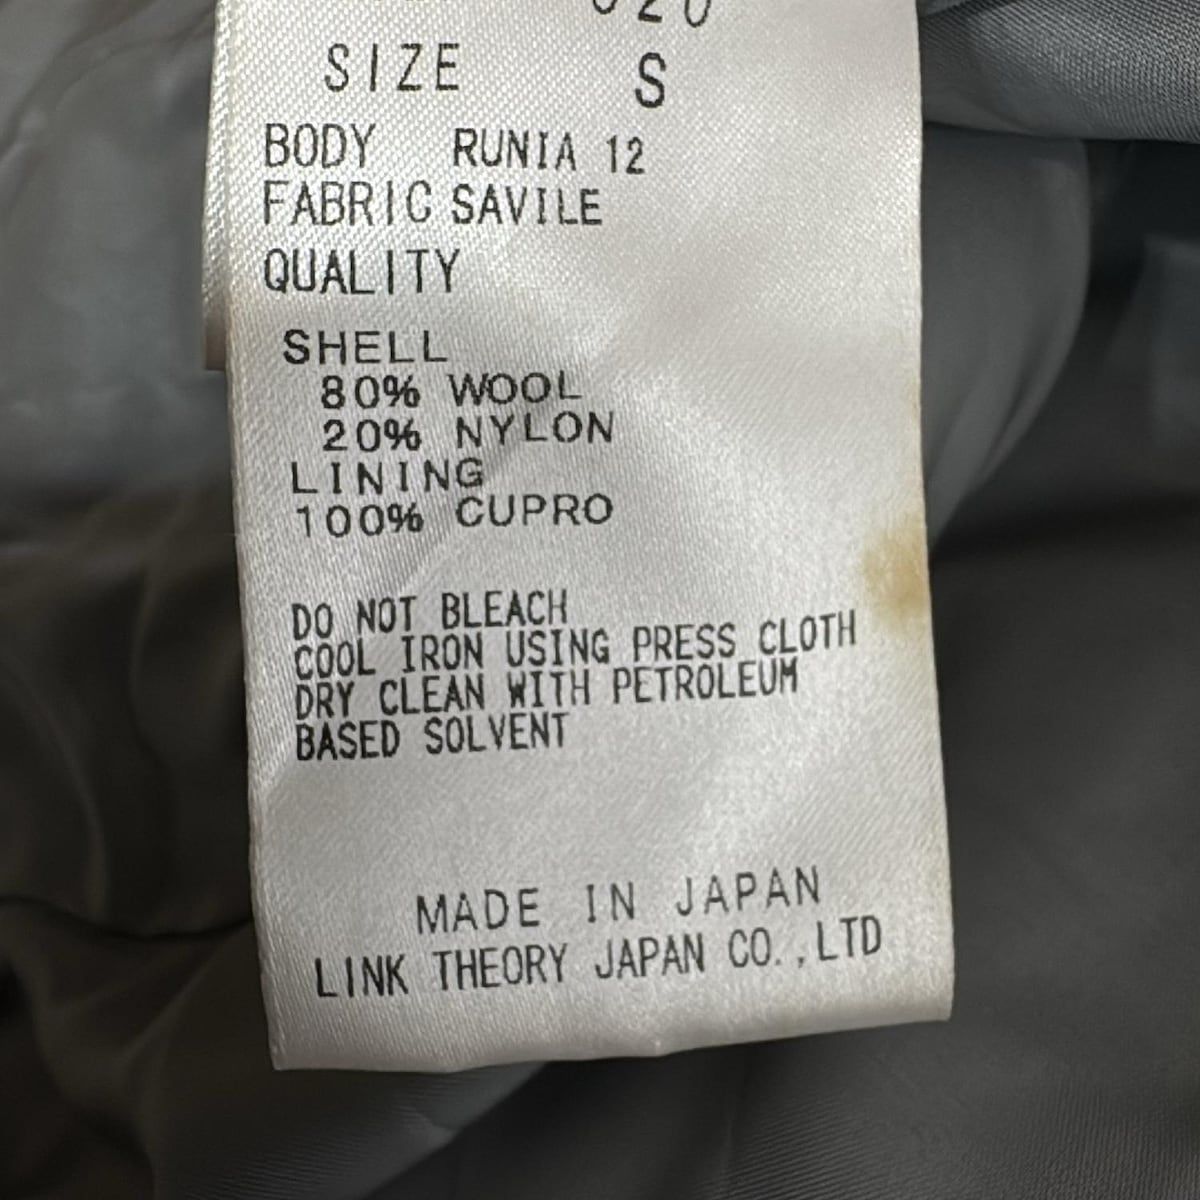 020
SIZE S
BODY RUNIA 12
FABRIC SAVILE
QUALITY
SHELL
80% WOOL
20% NYLON
LINING
100% CUPRO
DO NOT BLEACH
COOL IRON USING PRESS CLOTH
DRY CLEAN WITH PETROLEUM
BASED SOLVENT
MADE IN JAPAN
LINK THEORY JAPAN CO.,LTD